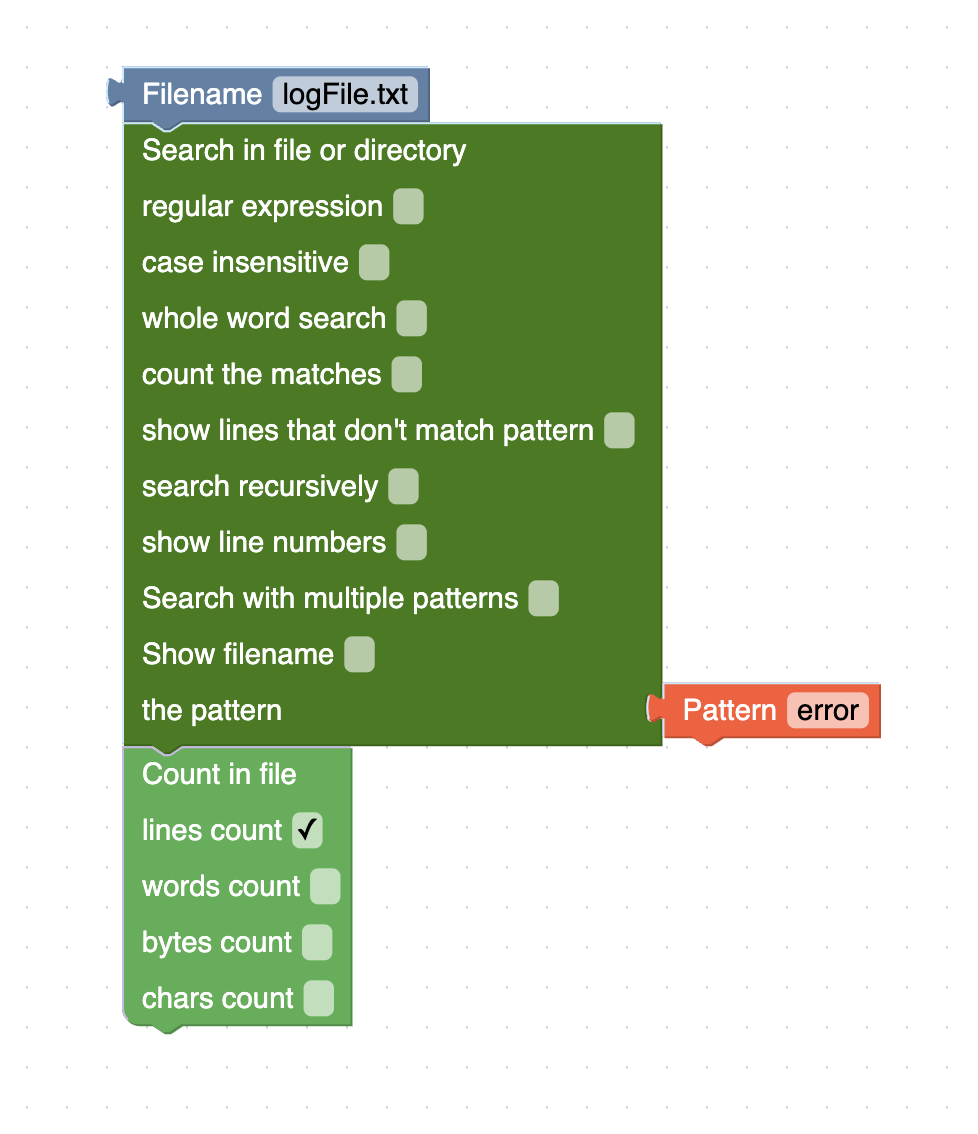 Filename logFile.txt
Search in file or directory
regular expression
case insensitive
whole word search
count the matches
show lines that don't match pattern
search recursively
show line numbers
Search with multiple patterns
Show filename
the pattern Pattern error
Count in file
lines count ✓
words count
bytes count
chars count